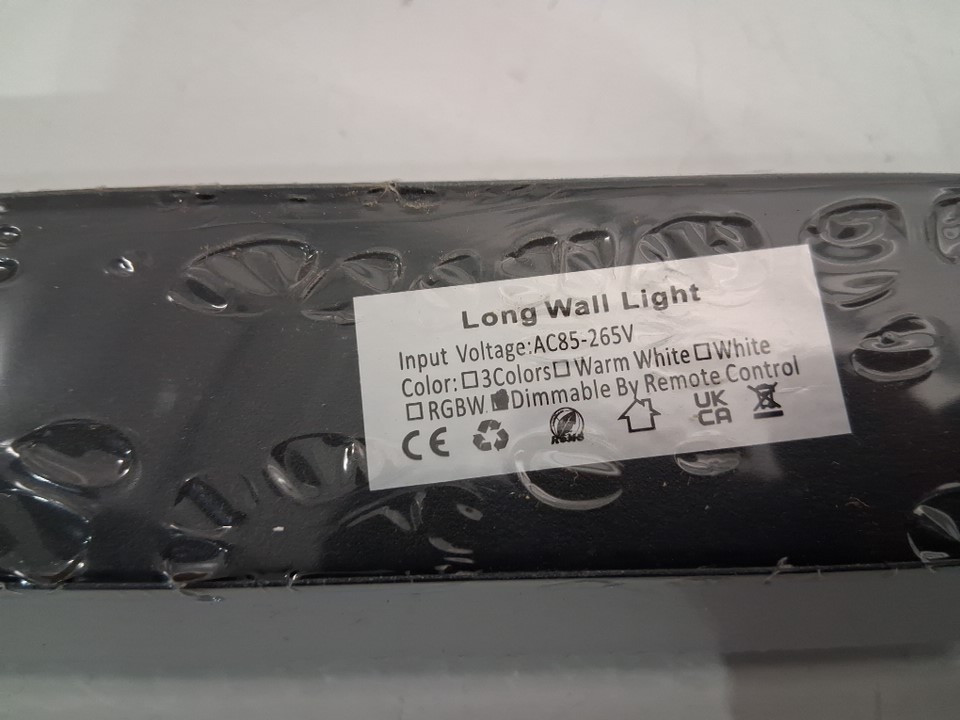 Long Wall Light
Input Voltage:AC85-265V
Color: ☐3Colors☐ Warm White ☐White
☐ RGBW ■Dimmable By Remote Control
CE RoHS UK CA